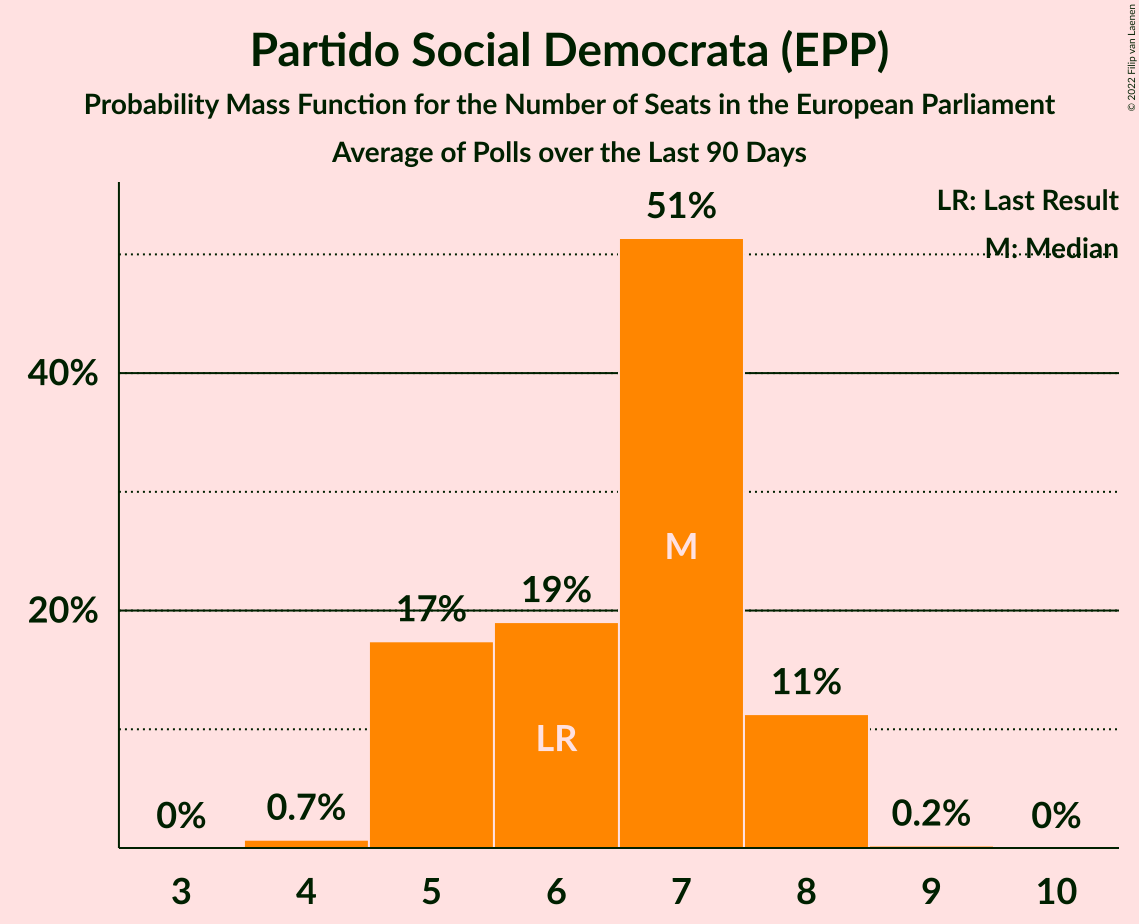 Partido Social Democrata (EPP)
Probability Mass Function for the Number of Seats in the European Parliament
Average of Polls over the Last 90 Days
© 2022 Filip van Laenen
LR: Last Result
M: Median
40%
20%
0%
0.7%
17%
19%
51%
11%
0.2%
0%
LR
M
3 4 5 6 7 8 9 10